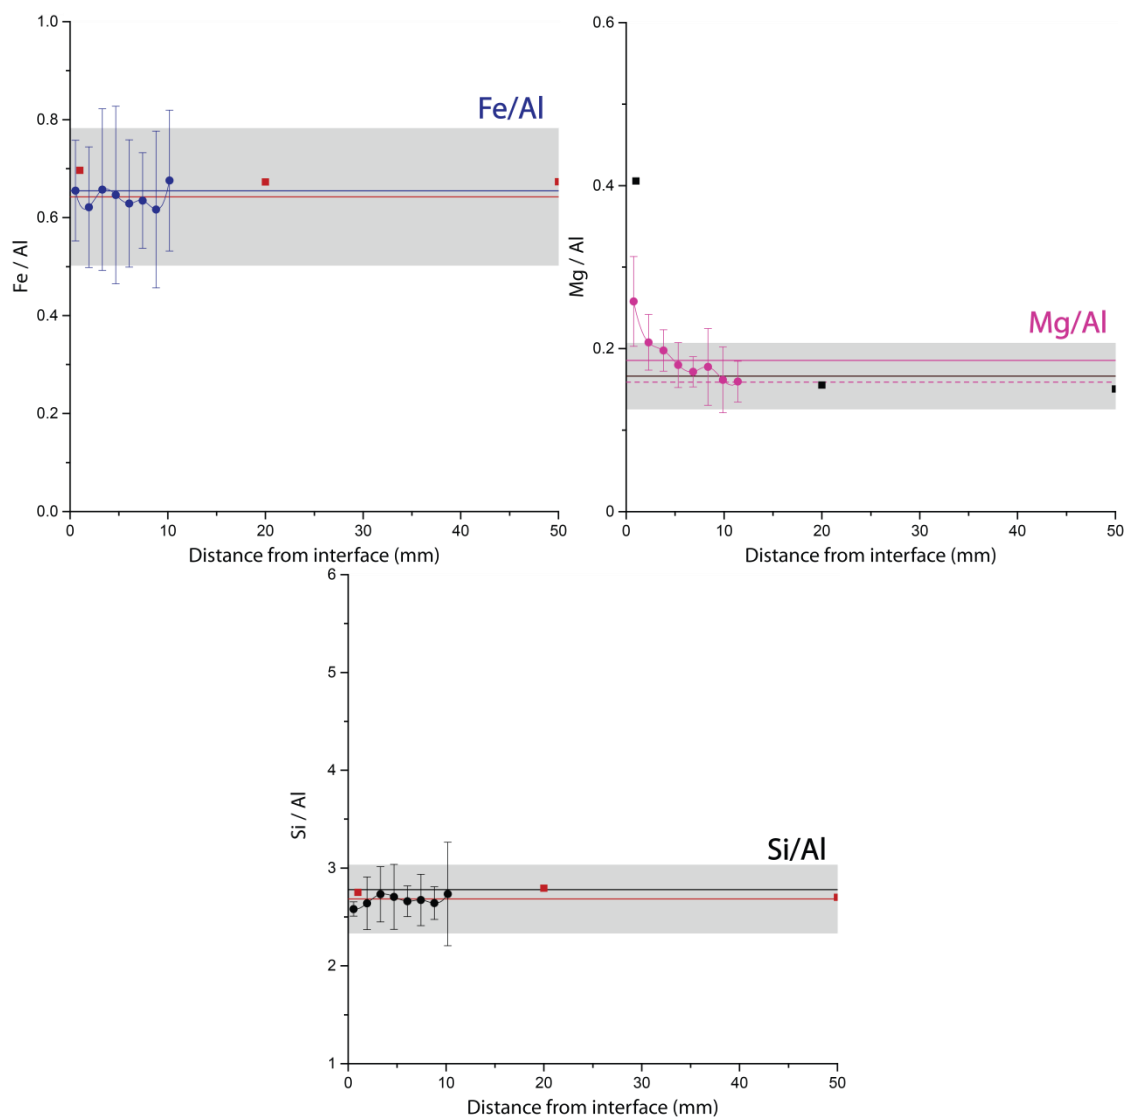 1.0
0.8
0.6
0.4
0.2
0.0
Fe / Al
Fe/Al
0 10 20 30 40 50
Distance from interface (mm)
0.6
0.4
0.2
0
Mg / Al
Mg/Al
0 10 20 30 40 50
Distance from interface (mm)
6
5
4
3
2
1
Si / Al
Si/Al
0 10 20 30 40 50
Distance from interface (mm)